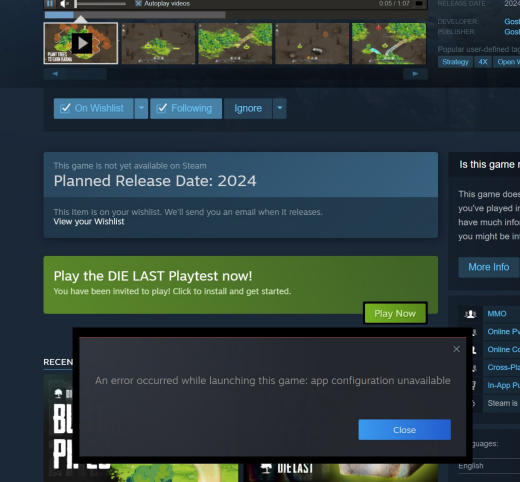 Autoplay videos
0:05 / 1:07
RELEASE DATE
2024
DEVELOPER:
PUBLISHER
Popular user-defined tag
Strategy
4X
Open W
PLANT TREES
TO EARN KARMA
On Wishlist
Following
Ignore
This game is not yet available on Steam
Planned Release Date: 2024
This item is on your wishlist. We'll send you an email when it releases.
View your Wishlist
Is this game r
This game does
you've played in
have much infor
you might be in
More Info
Play the DIE LAST Playtest now!
You have been invited to play! Click to install and get started.
Play Now
MMO
Online Pv
Online Co
Cross-Pla
In-App Pu
Steam is
RECEN
An error occurred while launching this game: app configuration unavailable
Close
guages:
English
DIE LAST